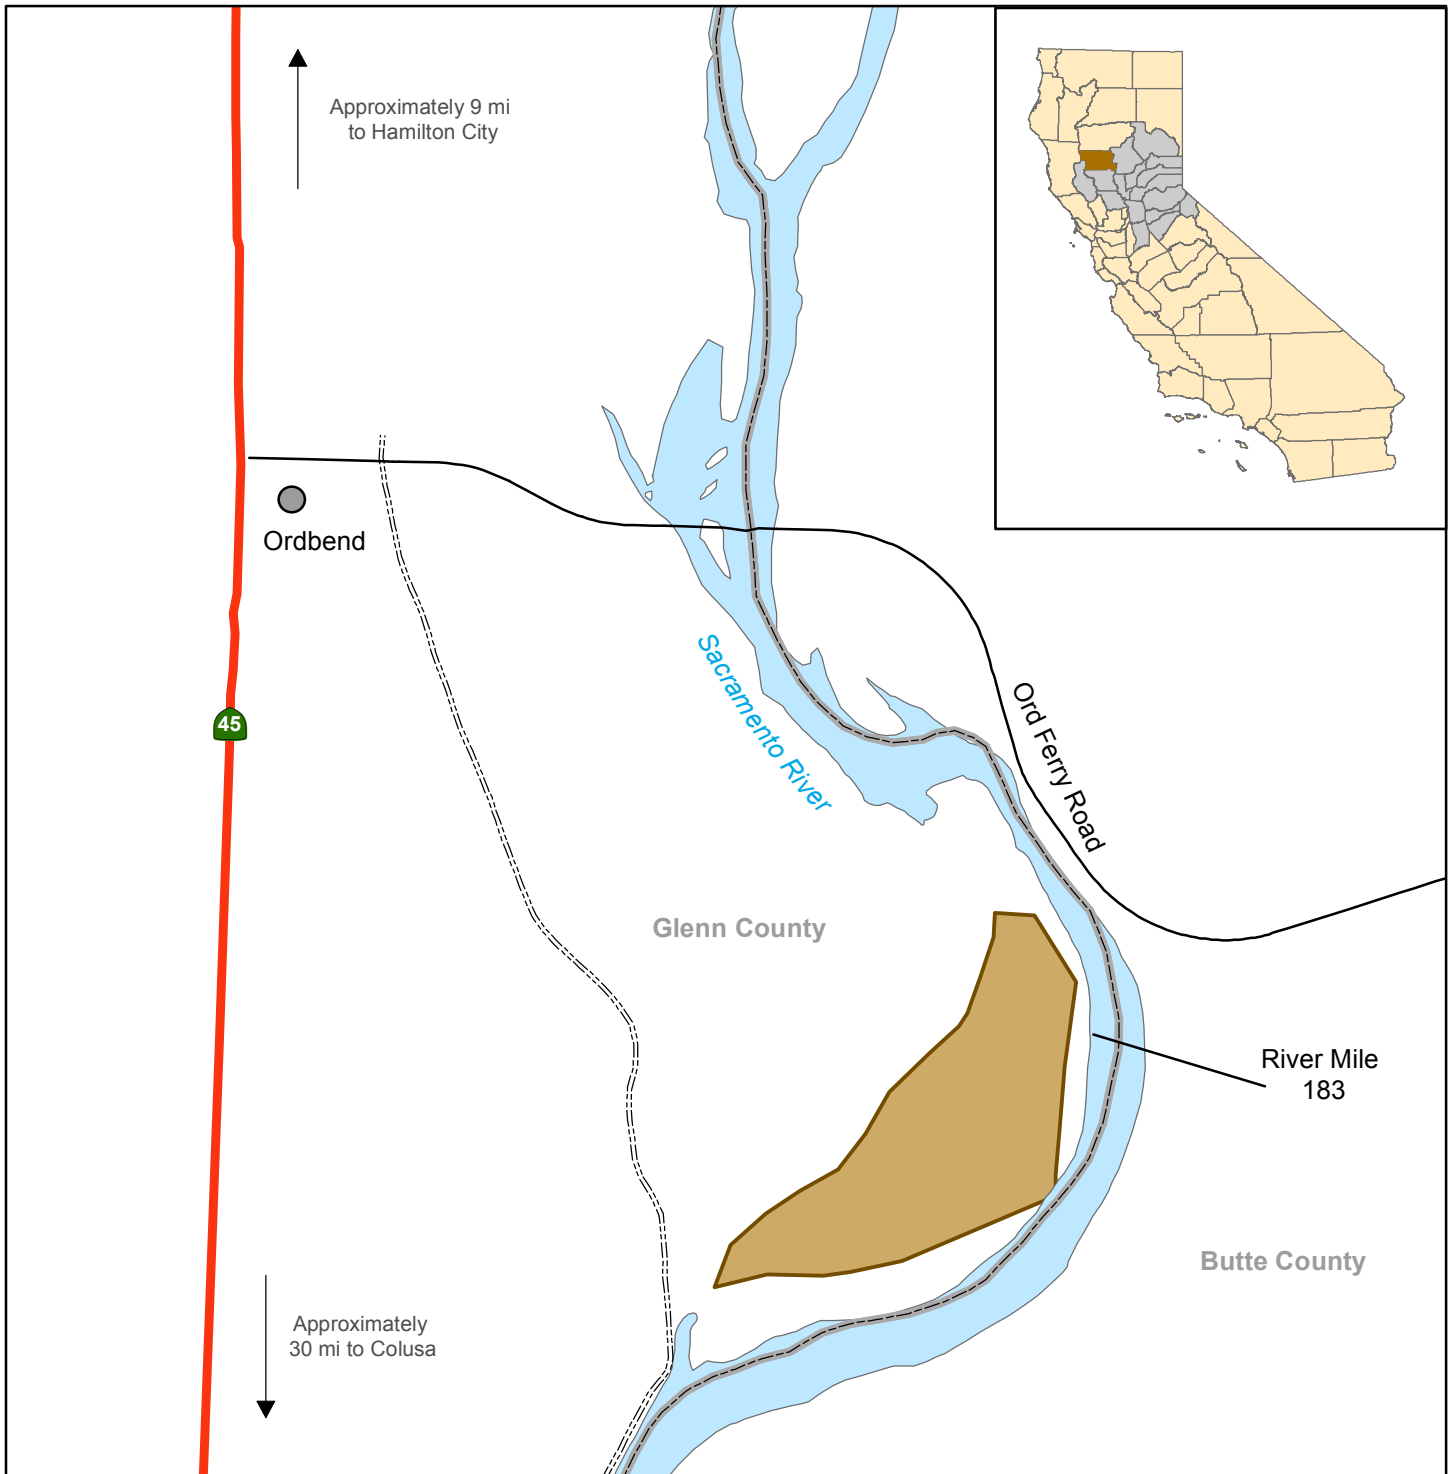 Approximately 9 mi
to Hamilton City
Ordbend
Sacramento River
45
Ord Ferry Road
Glenn County
River Mile
183
Butte County
Approximately
30 mi to Colusa